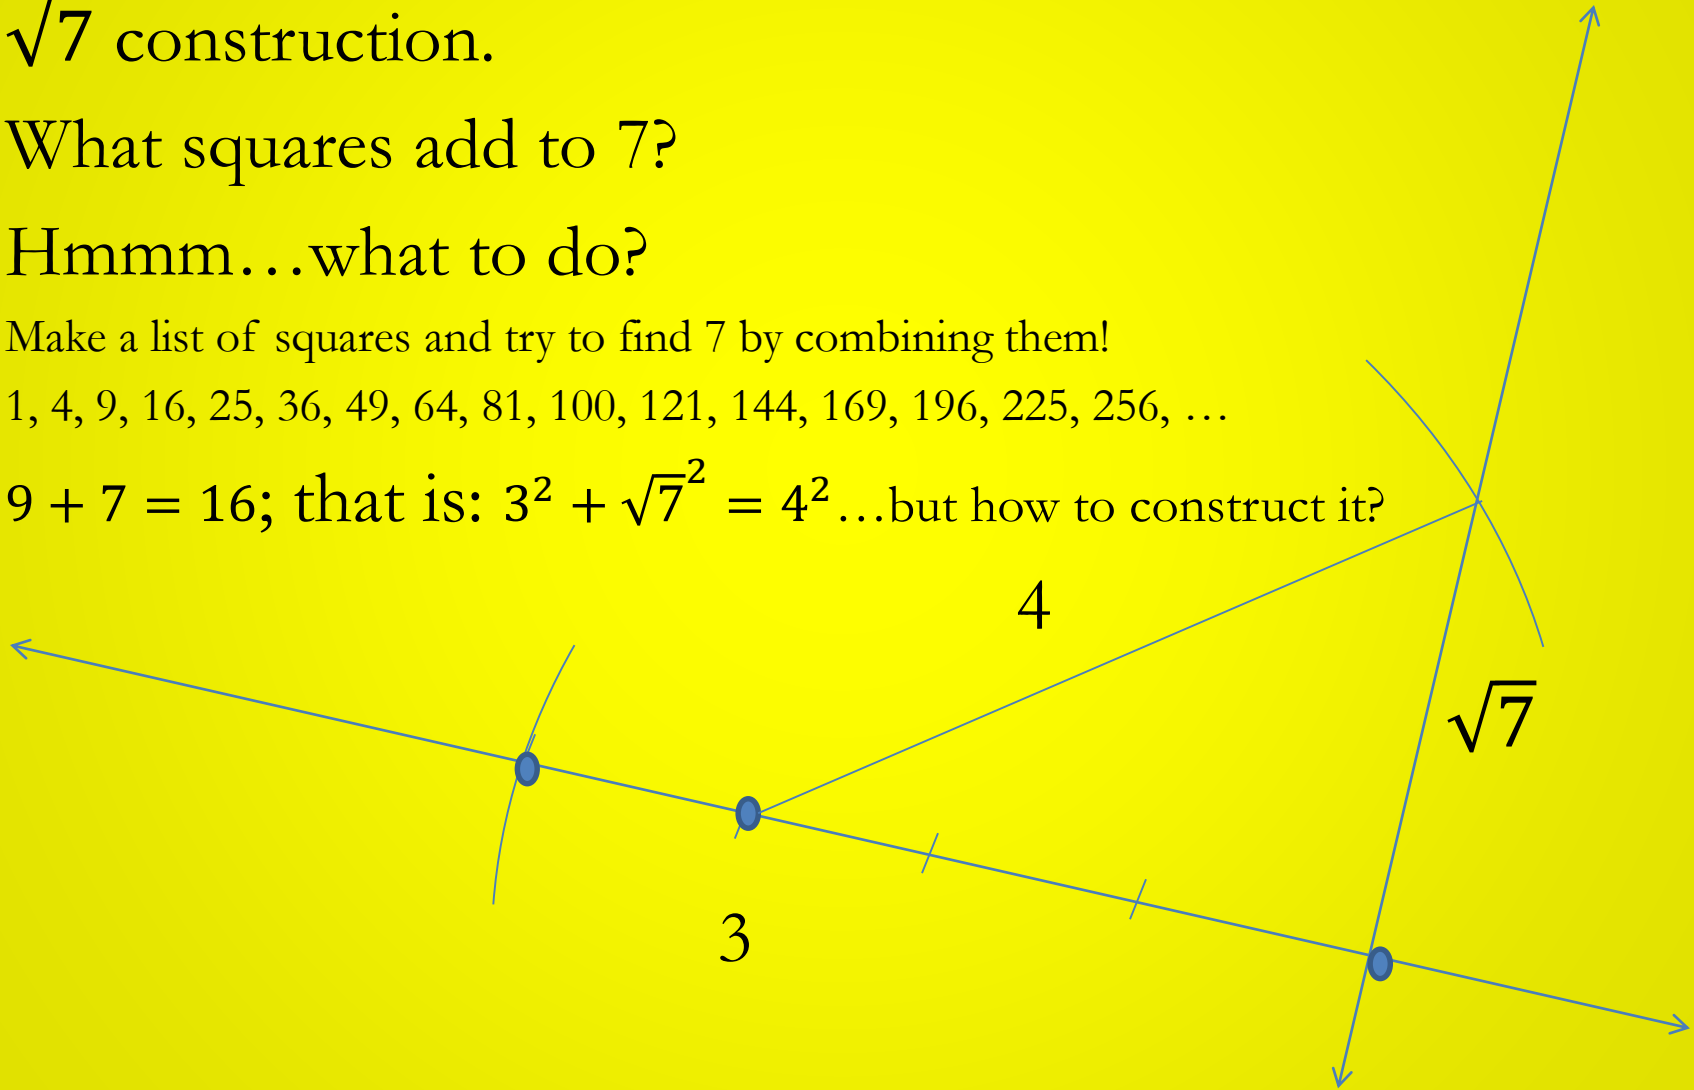 √7 construction.
What squares add to 7?
Hmmm…what to do?
Make a list of squares and try to find 7 by combining them!
1, 4, 9, 16, 25, 36, 49, 64, 81, 100, 121, 144, 169, 196, 225, 256, …
9 + 7 = 16; that is: 3² + √7² = 4²…but how to construct it?
4
√7
3